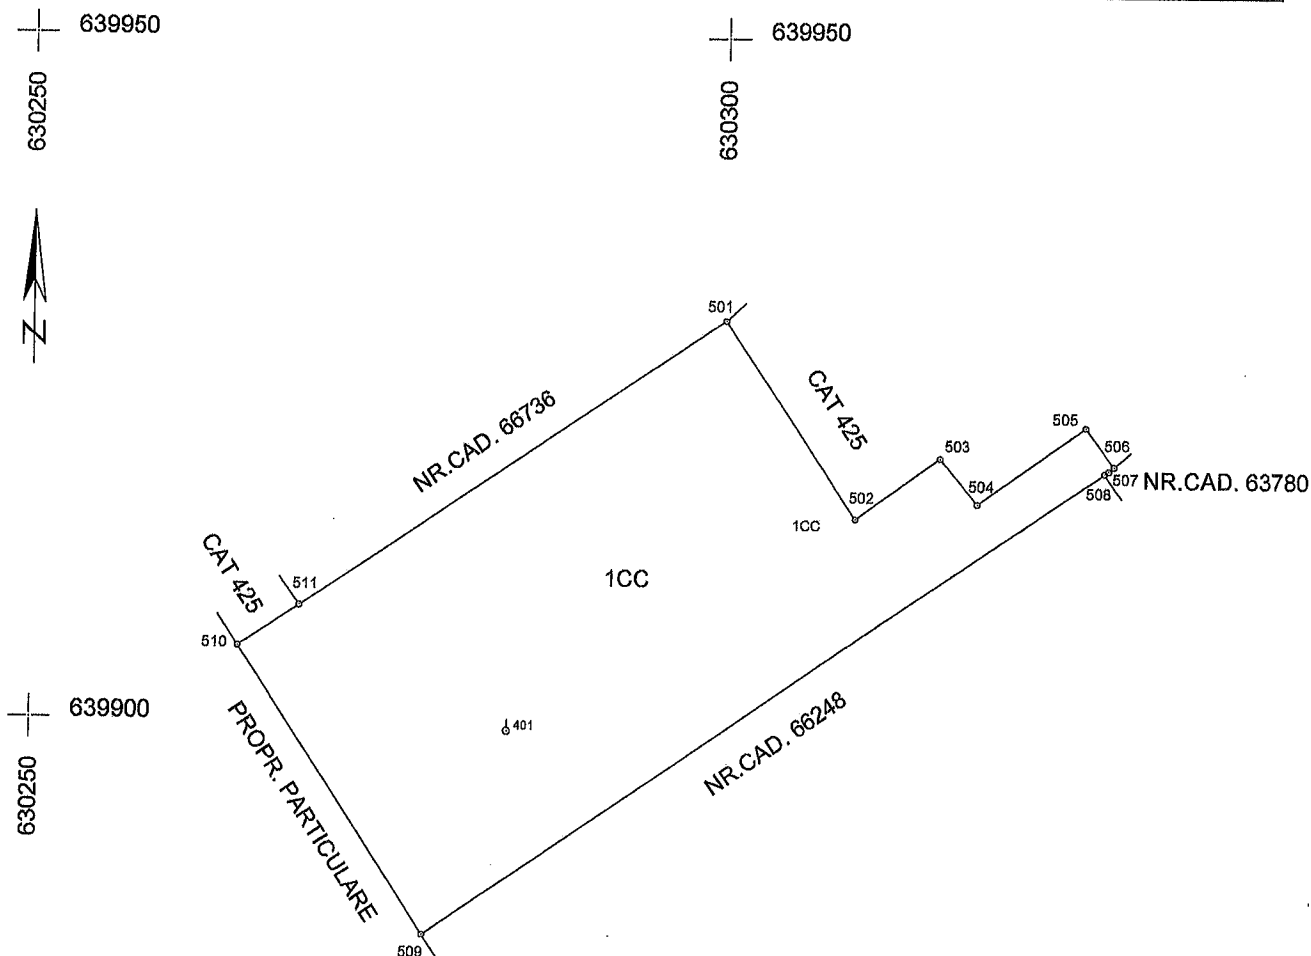 639950
639950
630250
630300
N
501
CAT 425
NR.CAD. 66736
505
503
506
504
507
NR.CAD. 63780
508
502
1CC
CAT 425
511
1CC
510
639900
401
NR.CAD. 66248
PROPR. PARTICULARE
630250
509